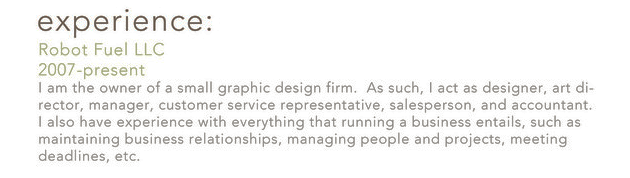 experience:
Robot Fuel LLC
2007-present
I am the owner of a small graphic design firm.  As such, I act as designer, art di-
rector, manager, customer service representative, salesperson, and accountant.
I also have experience with everything that running a business entails, such as
maintaining business relationships, managing people and projects, meeting
deadlines, etc.